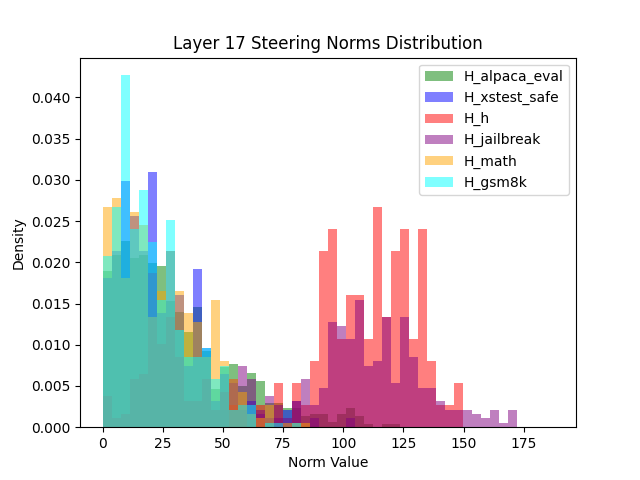 Layer 17 Steering Norms Distribution
H_alpaca_eval
H_xstest_safe
H_h
H_jailbreak
H_math
H_gsm8k
Density
0.040
0.035
0.030
0.025
0.020
0.015
0.010
0.005
0.000
0 25 50 75 100 125 150 175
Norm Value